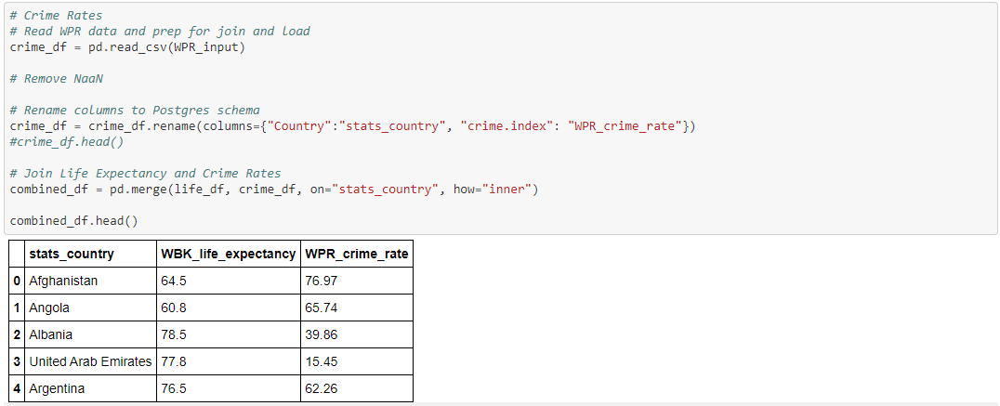 # Crime Rates
# Read WPR data and prep for join and load
crime_df = pd.read_csv(WPR_input)
# Remove NaaN
# Rename columns to Postgres schema
crime_df = crime_df.rename(columns={"Country":"stats_country", "crime.index": "WPR_crime_rate"})
#crime_df.head()
# Join Life Expectancy and Crime Rates
combined_df = pd.merge(life_df, crime_df, on="stats_country", how="inner")
combined_df.head()
stats_country WBK_life_expectancy WPR_crime_rate
0 Afghanistan 64.5 76.97
1 Angola 60.8 65.74
2 Albania 78.5 39.86
3 United Arab Emirates 77.8 15.45
4 Argentina 76.5 62.26